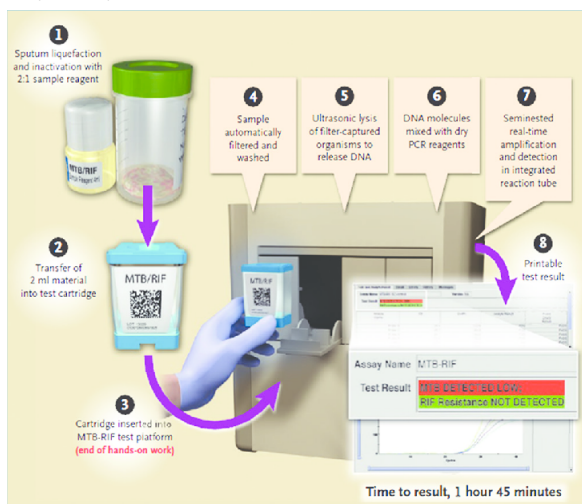 1
Sputum liquefaction
and inactivation with
2:1 sample reagent
MTB/RIF
2
Transfer of
2 ml material
into test cartridge
MTB/RIF
3
Cartridge inserted into
MTB-RIF test platform
(end of hands-on work)
MTB/RIF
4
Sample
automatically
filtered and
washed
5
Ultrasonic lysis
of filter-captured
organisms to
release DNA
6
DNA molecules
mixed with dry
PCR reagents
7
Seminested
real-time
amplification
and detection
in integrated
reaction tube
8
Printable
test result
Assay Name MTB-RIF
Test Result MTB DETECTED LOW;
RIF Resistance NOT DETECTED
Time to result, 1 hour 45 minutes